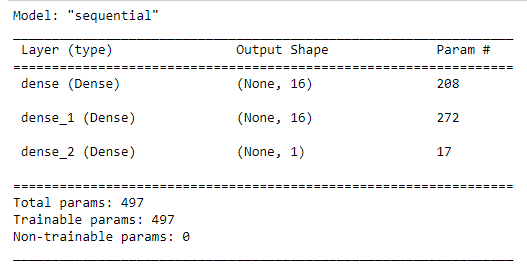 Model: "sequential"
_________________________________________________________________
Layer (type) Output Shape Param #
=================================================================
dense (Dense) (None, 16) 208
dense_1 (Dense) (None, 16) 272
dense_2 (Dense) (None, 1) 17
=================================================================
Total params: 497
Trainable params: 497
Non-trainable params: 0
_________________________________________________________________